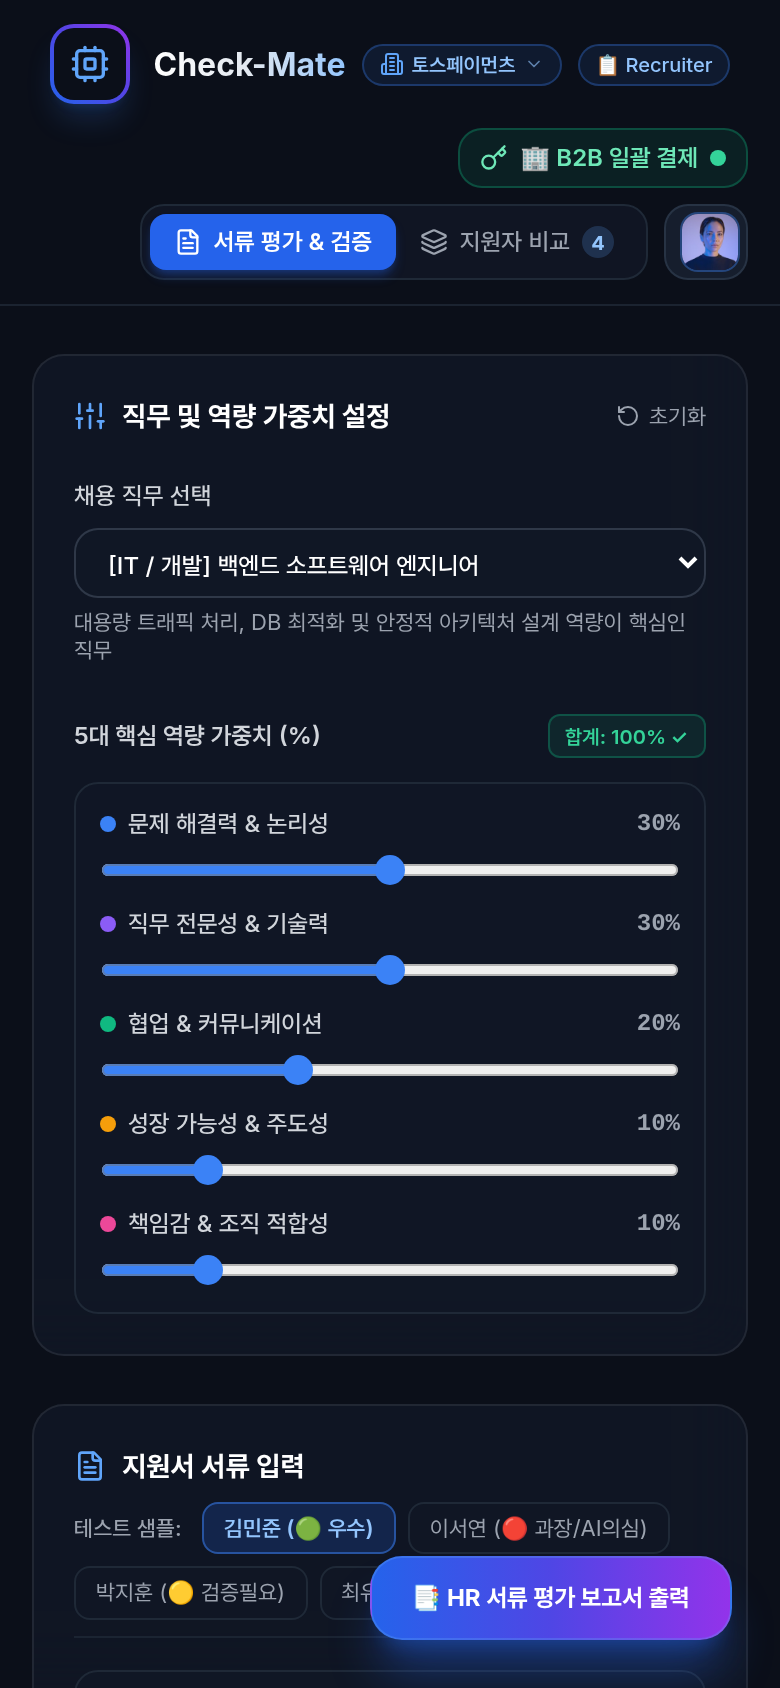 Check-Mate
토스페이먼츠
📋 Recruiter
🏢 B2B 일괄 결제
서류 평가 & 검증
지원자 비교 4
직무 및 역량 가중치 설정
초기화
채용 직무 선택
[IT / 개발] 백엔드 소프트웨어 엔지니어
대용량 트래픽 처리, DB 최적화 및 안정적 아키텍처 설계 역량이 핵심인
직무
5대 핵심 역량 가중치 (%)
합계: 100% ✓
문제 해결력 & 논리성 30%
직무 전문성 & 기술력 30%
협업 & 커뮤니케이션 20%
성장 가능성 & 주도성 10%
책임감 & 조직 적합성 10%
지원서 서류 입력
테스트 샘플:
김민준 (🟢 우수)
이서연 (🔴 과장/AI의심)
박지훈 (🟡 검증필요)
📑 HR 서류 평가 보고서 출력